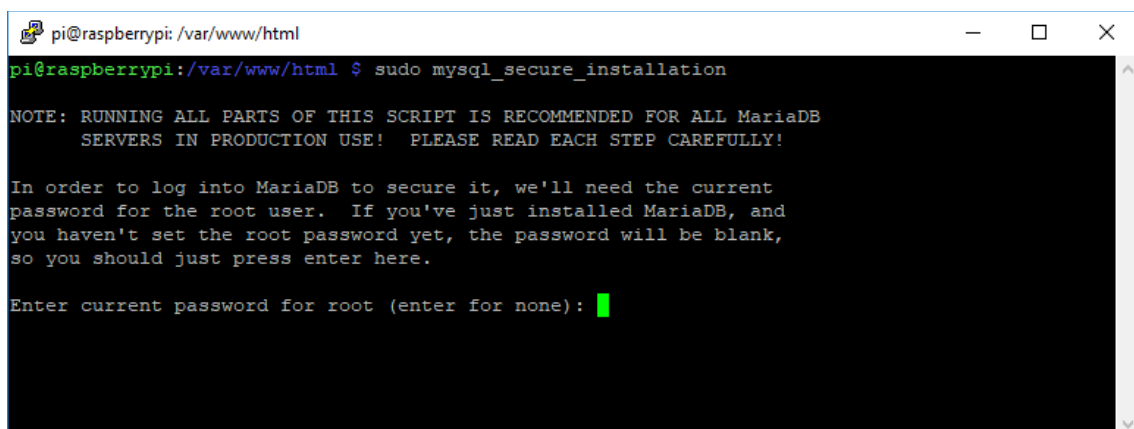 pi@raspberrypi: /var/www/html
pi@raspberrypi:/var/www/html $ sudo mysql_secure_installation
NOTE: RUNNING ALL PARTS OF THIS SCRIPT IS RECOMMENDED FOR ALL MariaDB
SERVERS IN PRODUCTION USE!  PLEASE READ EACH STEP CAREFULLY!
In order to log into MariaDB to secure it, we'll need the current
password for the root user.  If you've just installed MariaDB, and
you haven't set the root password yet, the password will be blank,
so you should just press enter here.
Enter current password for root (enter for none):